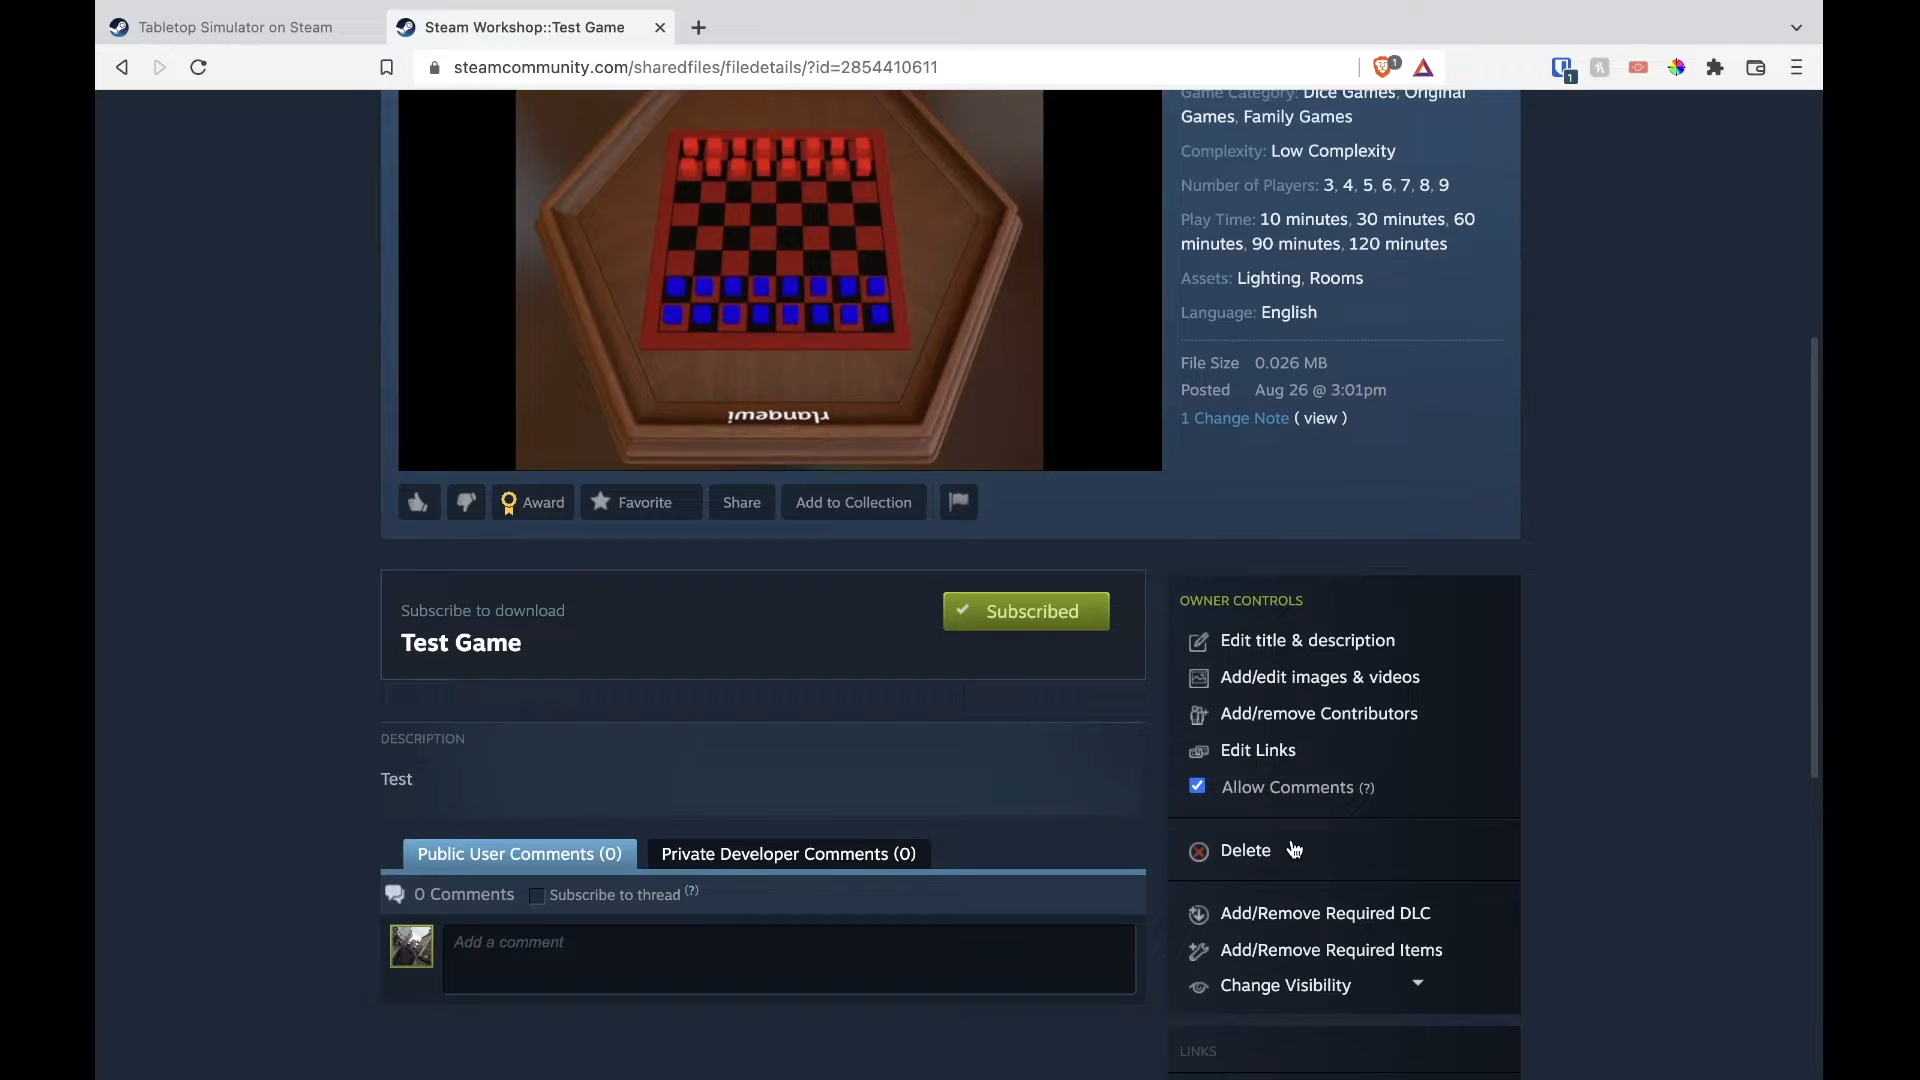 Tabletop Simulator on Steam
Steam Workshop::Test Game
steamcommunity.com/sharedfiles/filedetails/?id=2854410611
1
1
Game Category: Dice Games, Original
Games, Family Games
Complexity: Low Complexity
Number of Players: 3, 4, 5, 6, 7, 8, 9
Play Time: 10 minutes, 30 minutes, 60
minutes, 90 minutes, 120 minutes
Assets: Lighting, Rooms
Language: English
File Size 0.026 MB
Posted Aug 26 @ 3:01pm
1 Change Note ( view )
Award
Favorite
Share
Add to Collection
Subscribe to download
Test Game
Subscribed
DESCRIPTION
Test
Public User Comments (0)
Private Developer Comments (0)
0 Comments
Subscribe to thread (?)
Add a comment
OWNER CONTROLS
Edit title & description
Add/edit images & videos
Add/remove Contributors
Edit Links
Allow Comments (?)
Delete
Add/Remove Required DLC
Add/Remove Required Items
Change Visibility
LINKS